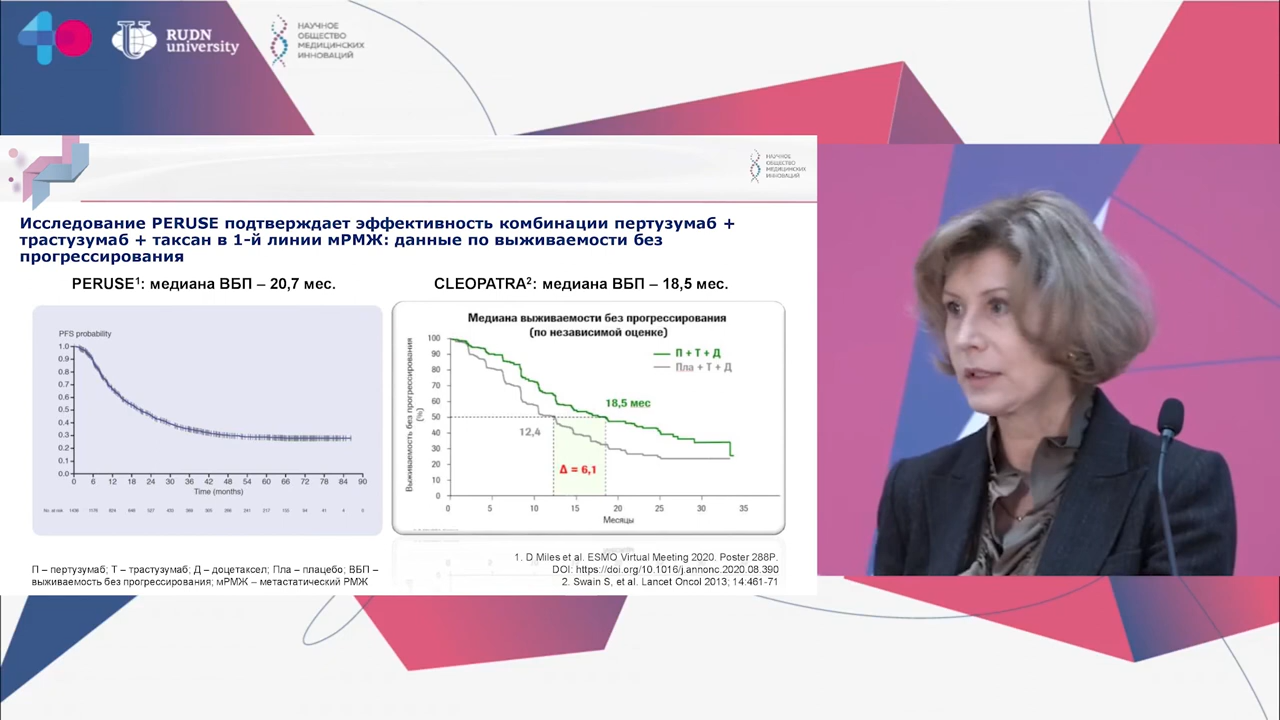 RUDN
university
НАУЧНОЕ
ОБЩЕСТВО
МЕДИЦИНСКИХ
ИННОВАЦИЙ
НАУЧНОЕ
ОБЩЕСТВО
МЕДИЦИНСКИХ
ИННОВАЦИЙ
Исследование PERUSE подтверждает эффективность комбинации пертузумаб +
трастузумаб + таксан в 1-й линии мРМЖ: данные по выживаемости без
прогрессирования
PERUSE¹: медиана ВБП – 20,7 мес.
PFS probability
1.0
0.9
0.8
0.7
0.6
0.5
0.4
0.3
0.2
0.1
0.0
0 6 12 18 24 30 36 42 48 54 60 66 72 78 84 90
Time (months)
No. at risk
CLEOPATRA²: медиана ВБП – 18,5 мес.
Медиана выживаемости без прогрессирования
(по независимой оценке)
Выживаемость без прогрессирования
(%)
100
90
80
70
60
50
40
30
20
10
0
П + Т + Д
Пла + Т + Д
18,5 мес
12,4
Δ = 6,1
0 5 10 15 20 25 30 35
Месяцы
П – пертузумаб; Т – трастузумаб; Д – доцетаксел; Пла – плацебо; ВБП –
выживаемость без прогрессирования; мРМЖ – метастатический РМЖ
1. D Miles et al. ESMO Virtual Meeting 2020. Poster 288P.
DOI: https://doi.org/10.1016/j.annonc.2020.08.390
2. Swain S, et al. Lancet Oncol 2013; 14:461-71